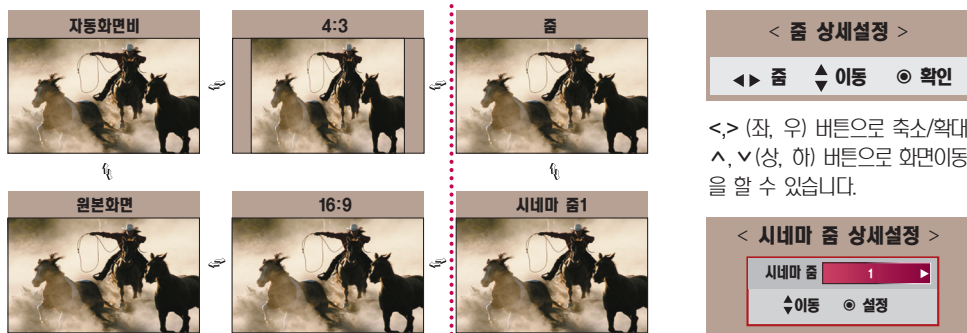 자동화면비
4:3
줌
원본화면
16:9
시네마 줌1
< 줌 상세설정 >
◀▶ 줌 ▲▼ 이동 ◉ 확인
<,> (좌, 우) 버튼으로 축소/확대
∧,∨(상, 하) 버튼으로 화면이동
을 할 수 있습니다.
< 시네마 줌 상세설정 >
시네마 줌 1 ▶
▲▼이동 ◉ 설정